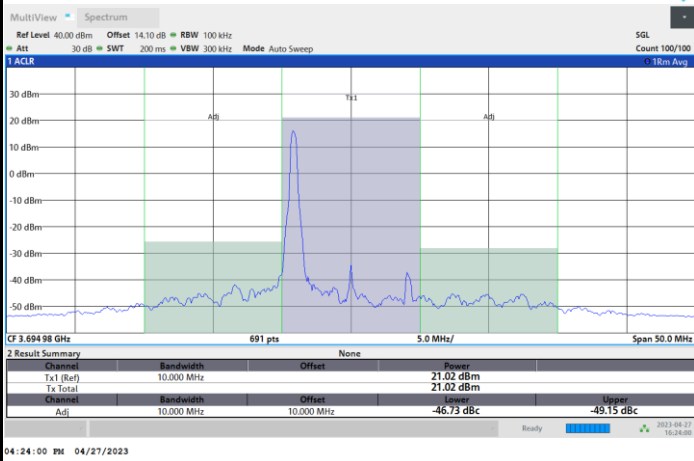 MultiView Spectrum
Ref Level 40.00 dBm Offset 14.10 dB RBW 100 kHz SGL
Att 30 dB SWT 200 ms VBW 300 kHz Mode Auto Sweep Count 100/100
1 ACLR 1Rm Avg
30 dBm
Tx1
20 dBm
Adj Adj
10 dBm
0 dBm
-10 dBm
-20 dBm
-30 dBm
-40 dBm
-50 dBm
CF 3.694 98 GHz 691 pts 5.0 MHz/ Span 50.0 MHz
2 Result Summary None
Channel Bandwidth Offset Power
Tx1 (Ref) 10.000 MHz 21.02 dBm
Tx Total 21.02 dBm
Channel Bandwidth Offset Lower Upper
Adj 10.000 MHz 10.000 MHz -46.73 dBc -49.15 dBc
Ready 2023-04-27
16:24:00
04:24:00 PM 04/27/2023